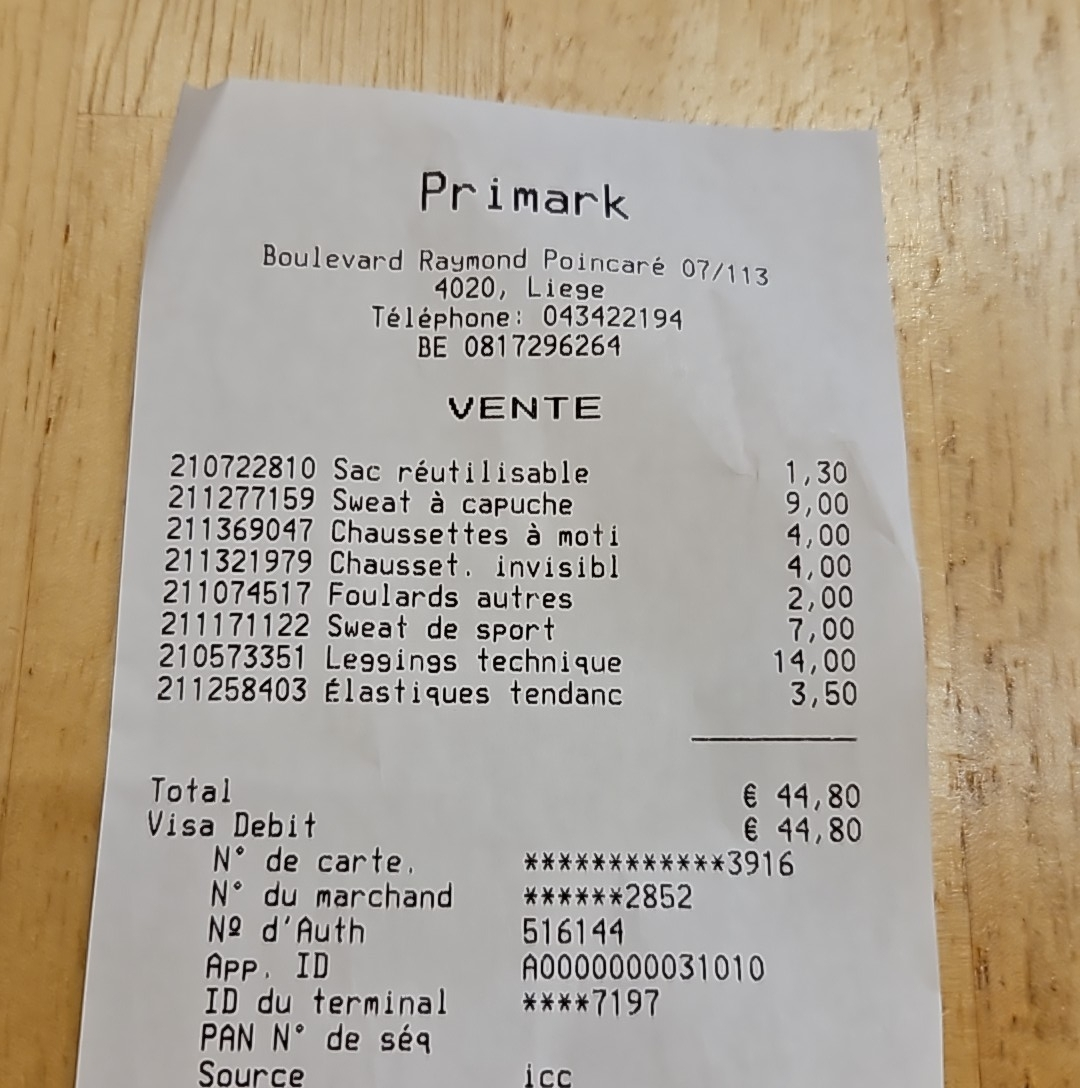 Primark
Boulevard Raymond Poincaré 07/113
4020, Liege
Téléphone: 043422194
BE 0817296264
VENTE
210722810 Sac réutilisable 1,30
211277159 Sweat à capuche 9,00
211369047 Chaussettes à moti 4,00
211321979 Chausset. invisibl 4,00
211074517 Foulards autres 2,00
211171122 Sweat de sport 7,00
210573351 Leggings technique 14,00
211258403 Élastiques tendanc 3,50
Total € 44,80
Visa Debit € 44,80
N° de carte. ************3916
N° du marchand ******2852
Nº d'Auth 516144
App. ID A0000000031010
ID du terminal ****7197
PAN N° de séq
Source icc